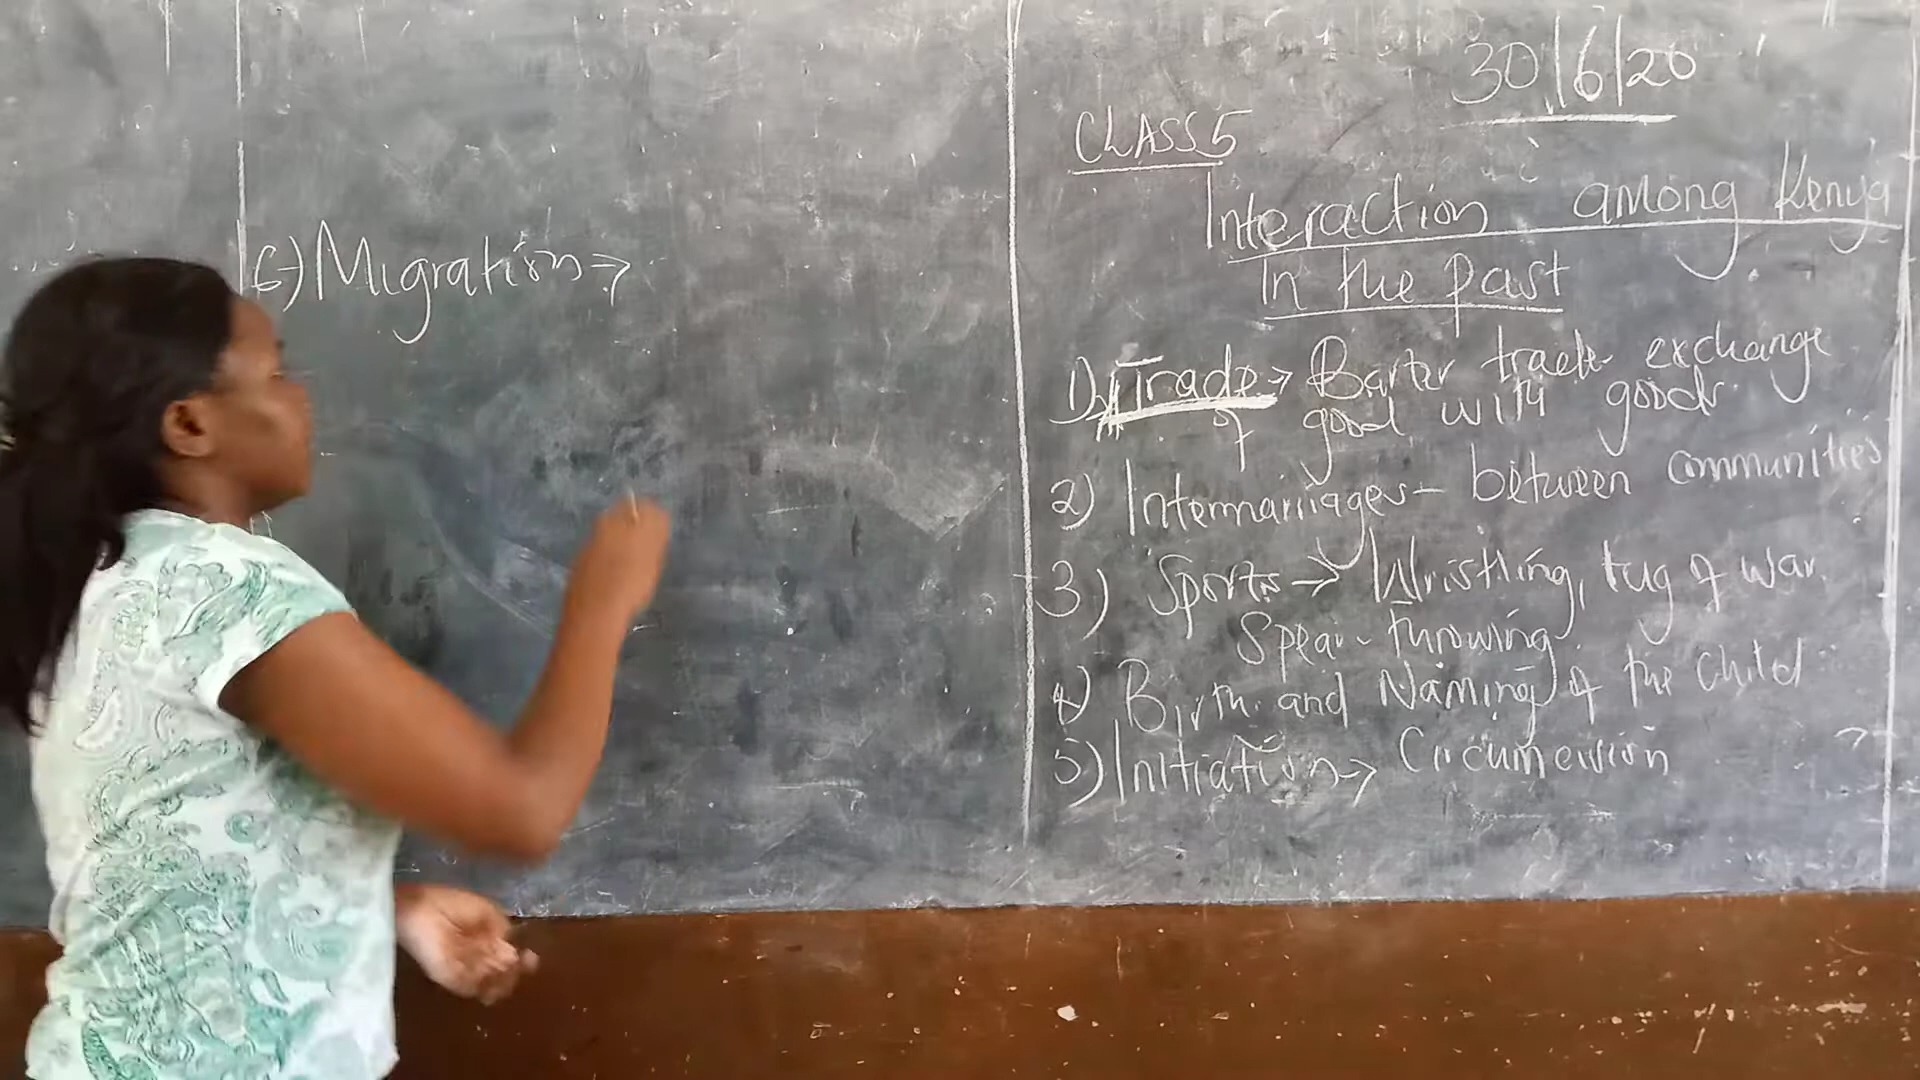 30/6/20
CLASS 5
Interaction among Kenya
In the past
1) Trade → Barter trade exchange
of good with goods
2) Intermarriages - between communities
3) Sports → Wristling, tug of war
Spear-throwing.
4) Birth and Naming of the child
5) Initiation → Circumcision
6) Migration →